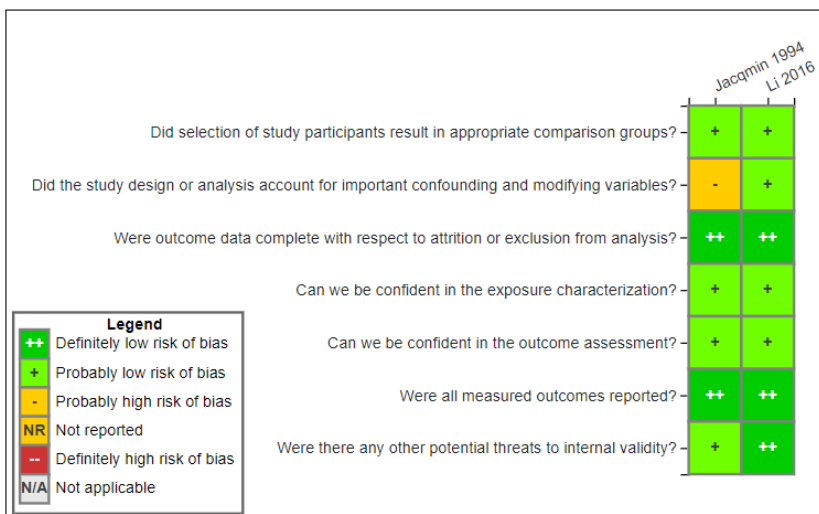 Jacqmin 1994
Li 2016
Did selection of study participants result in appropriate comparison groups?
+ +
Did the study design or analysis account for important confounding and modifying variables?
- +
Were outcome data complete with respect to attrition or exclusion from analysis?
++ ++
Can we be confident in the exposure characterization?
+ +
Can we be confident in the outcome assessment?
+ +
Were all measured outcomes reported?
++ ++
Were there any other potential threats to internal validity?
+ ++
Legend
++ Definitely low risk of bias
+ Probably low risk of bias
- Probably high risk of bias
NR Not reported
-- Definitely high risk of bias
N/A Not applicable